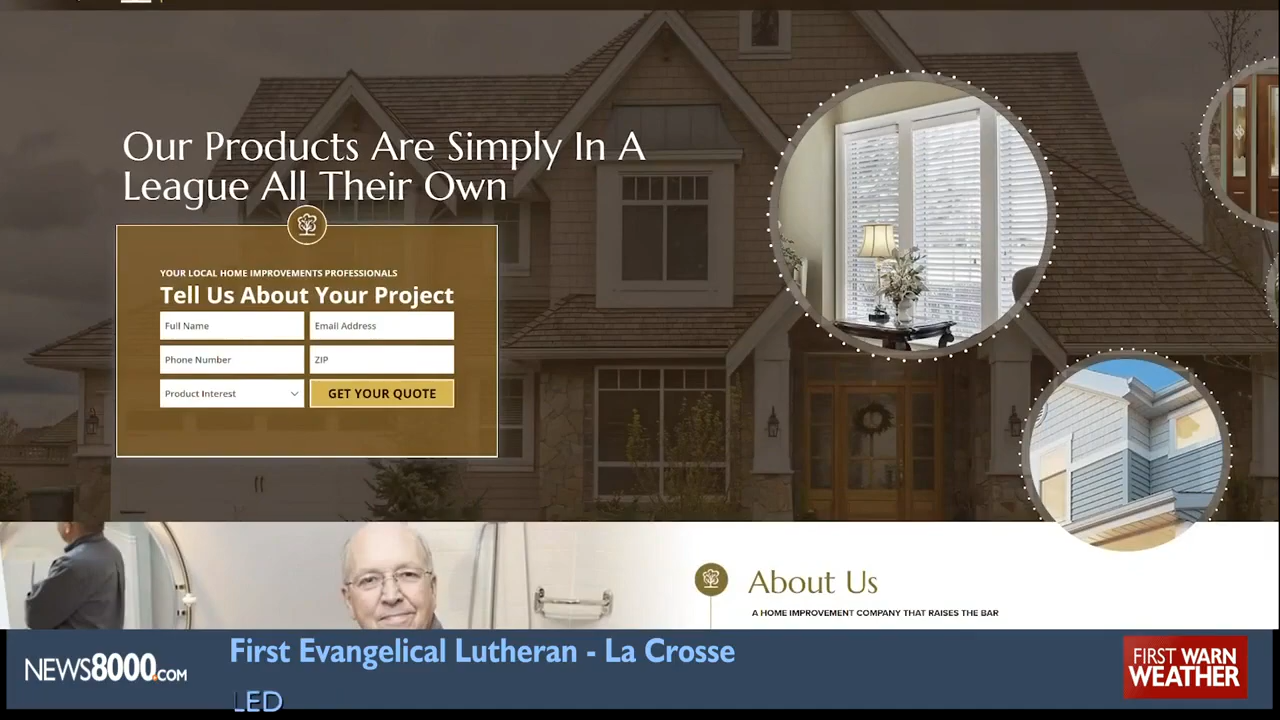 Our Products Are Simply In A
League All Their Own
YOUR LOCAL HOME IMPROVEMENTS PROFESSIONALS
Tell Us About Your Project
Full Name
Email Address
Phone Number
ZIP
Product Interest
GET YOUR QUOTE
About Us
A HOME IMPROVEMENT COMPANY THAT RAISES THE BAR
NEWS8000.COM
First Evangelical Lutheran - La Crosse
LED
FIRST WARN
WEATHER